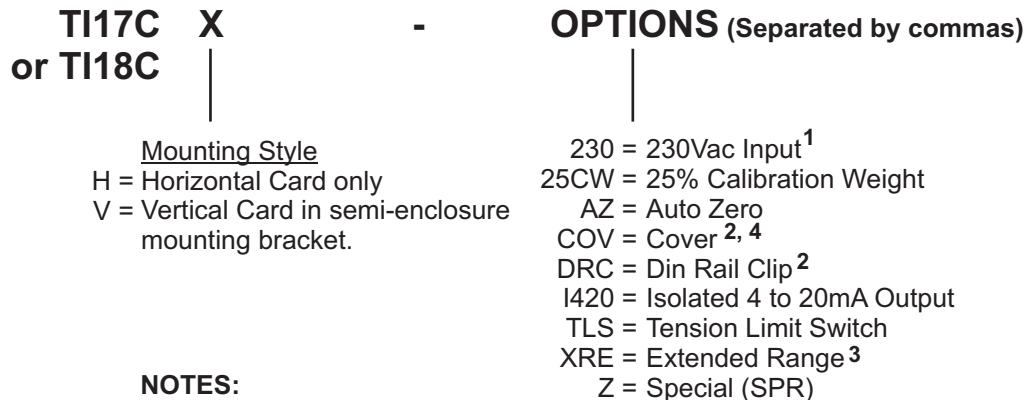 TI17C X - OPTIONS (Separated by commas)
or TI18C
Mounting Style
H = Horizontal Card only
V = Vertical Card in semi-enclosure
mounting bracket.
NOTES:
230 = 230Vac Input 1
25CW = 25% Calibration Weight
AZ = Auto Zero
COV = Cover 2, 4
DRC = Din Rail Clip 2
I420 = Isolated 4 to 20mA Output
TLS = Tension Limit Switch
XRE = Extended Range 3
Z = Special (SPR)